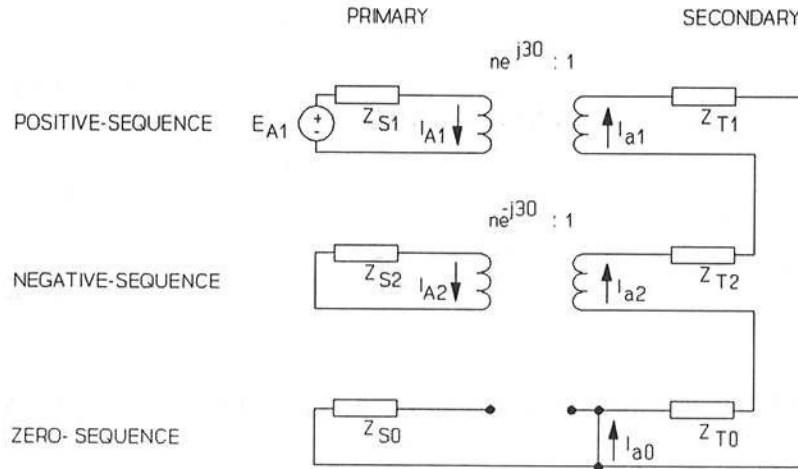 PRIMARY SECONDARY
ne^j30 : 1
POSITIVE-SEQUENCE E_A1 + - Z_S1 I_A1 I_a1 Z_T1
ne^-j30 : 1
NEGATIVE-SEQUENCE Z_S2 I_A2 I_a2 Z_T2
ZERO- SEQUENCE Z_S0 I_a0 Z_T0